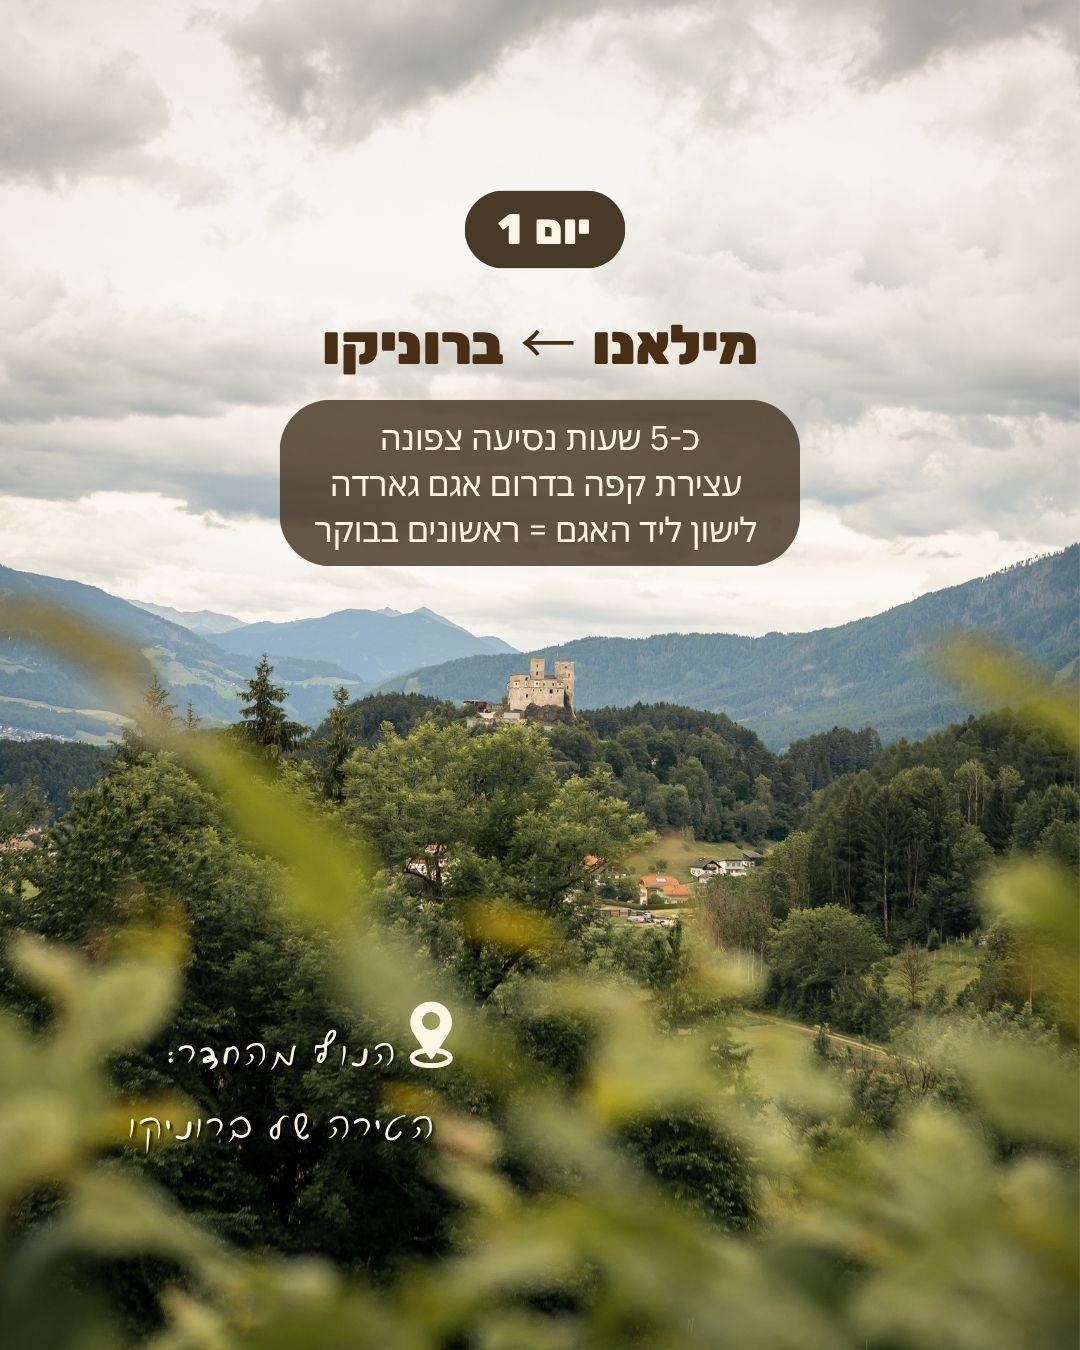 יום 1
מילאנו ← ברוניקו
כ-5 שעות נסיעה צפונה
עצירת קפה בדרום אגם גארדה
לישון ליד האגם = ראשונים בבוקר
הנוף מהחדר:
הטירה של ברוניקו